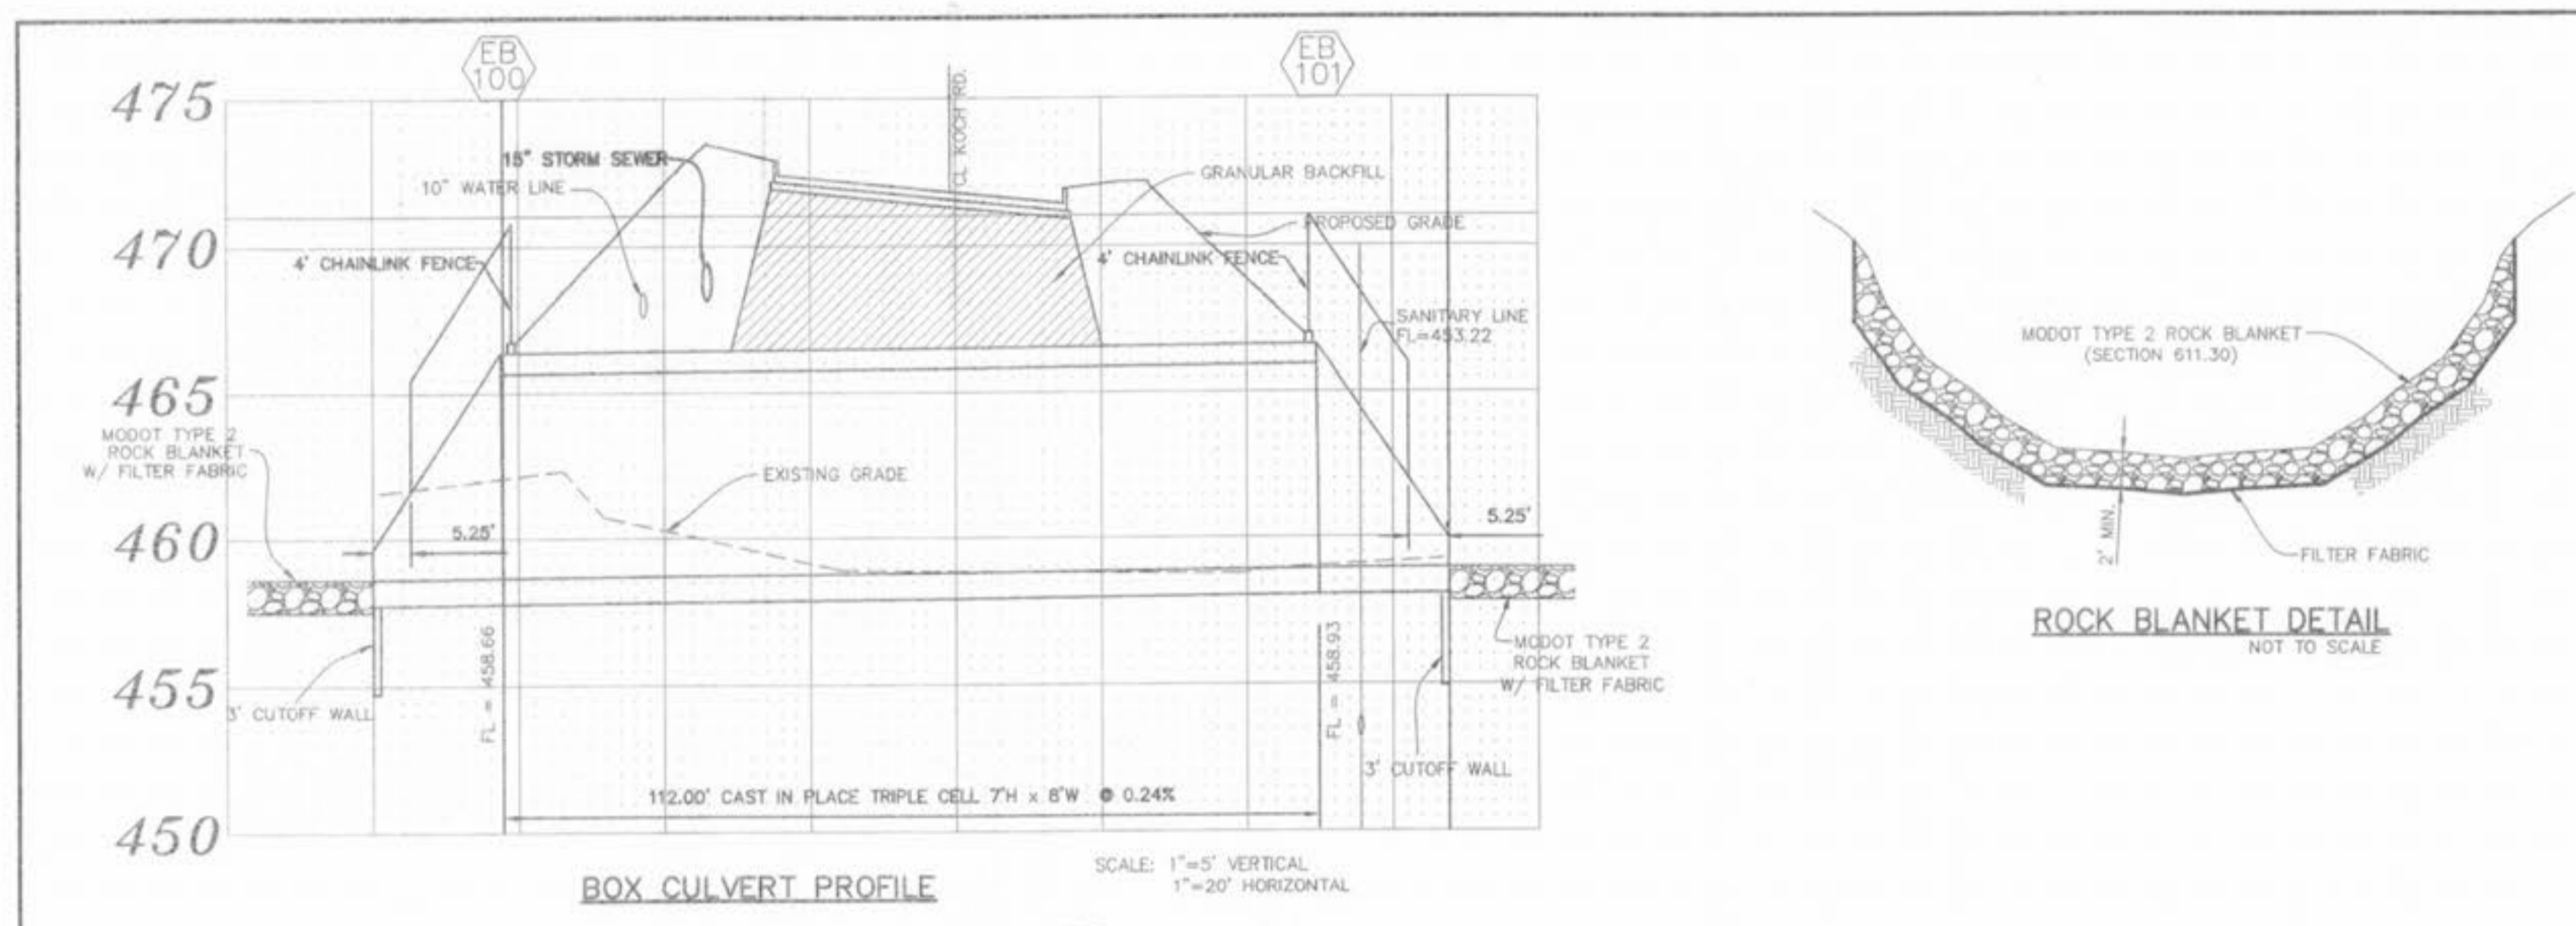 EB
100
EB
101
475
470
465
460
455
450
CL KOCH RD.
15" STORM SEWER
10" WATER LINE
GRANULAR BACKFILL
PROPOSED GRADE
4' CHAINLINK FENCE
4' CHAINLINK FENCE
SANITARY LINE
FL=453.22
MODOT TYPE 2
ROCK BLANKET
W/ FILTER FABRIC
EXISTING GRADE
5.25'
5.25'
FL = 458.66
FL = 458.93
MODOT TYPE 2
ROCK BLANKET
W/ FILTER FABRIC
3' CUTOFF WALL
3' CUTOFF WALL
112.00' CAST IN PLACE TRIPLE CELL 7'H x 8'W @ 0.24%
BOX CULVERT PROFILE
SCALE: 1"=5' VERTICAL
1"=20' HORIZONTAL
MODOT TYPE 2 ROCK BLANKET
(SECTION 611.30)
2' MIN.
FILTER FABRIC
ROCK BLANKET DETAIL
NOT TO SCALE